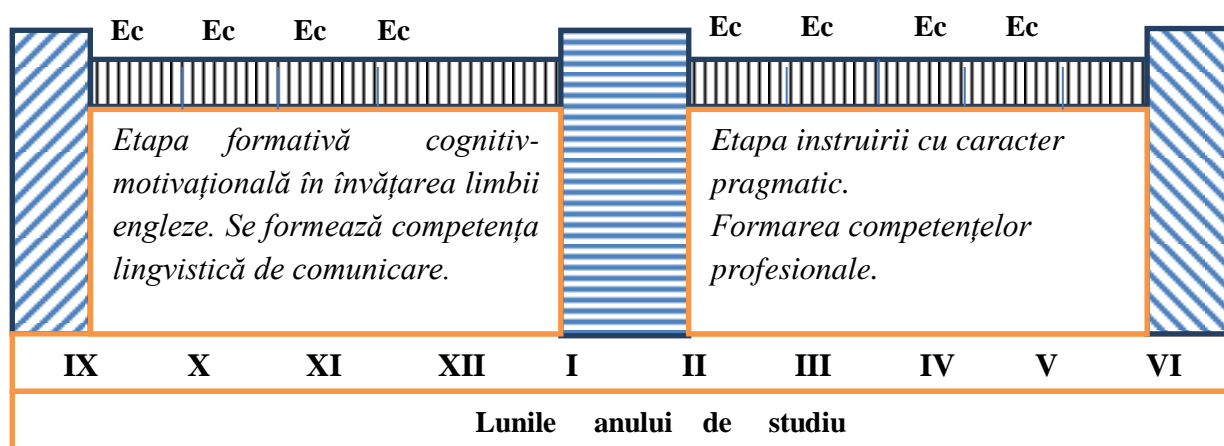 Ec Ec Ec Ec Ec Ec Ec Ec
Etapa formativă cognitiv-
motivațională în învățarea limbii
engleze. Se formează competența
lingvistică de comunicare.
Etapa instruirii cu caracter
pragmatic.
Formarea competențelor
profesionale.
IX X XI XII I II III IV V VI
Lunile anului de studiu